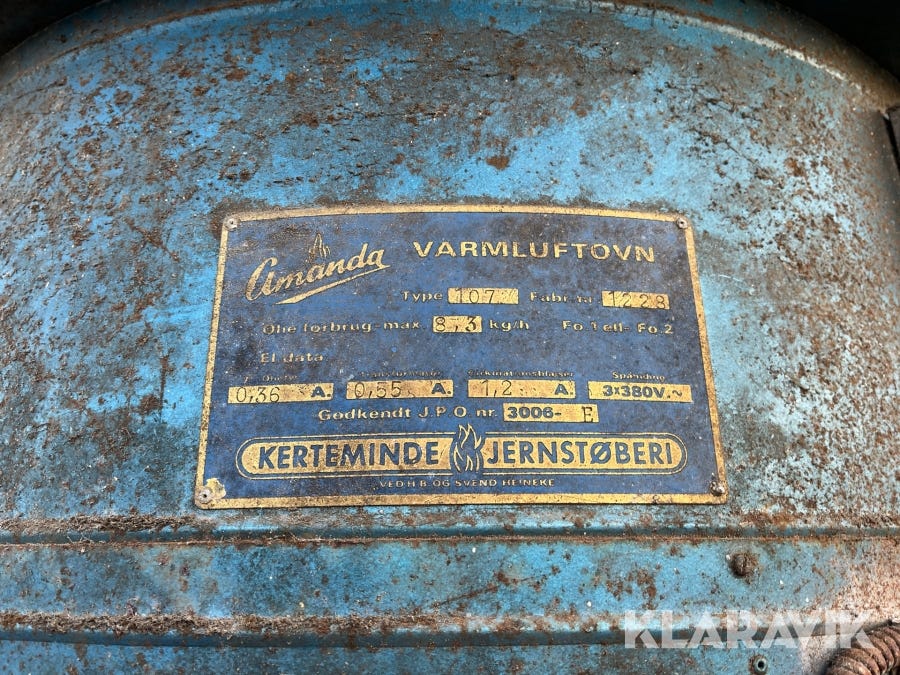 Amanda VARMLUFTOVN
Type 107 Fabr. nr. 1228
Olie forbrug-max. 8,3 kg/h Fo.1 ell- Fo.2
El data
Spænding
0,36 A. 0,55 A. 1,2 A. 3x380V.~
Godkendt J.P.O nr. 3006- E
KERTEMINDE JERNSTØBERI
VED H.B. OG SVEND HEINEKE
KLARAVIK